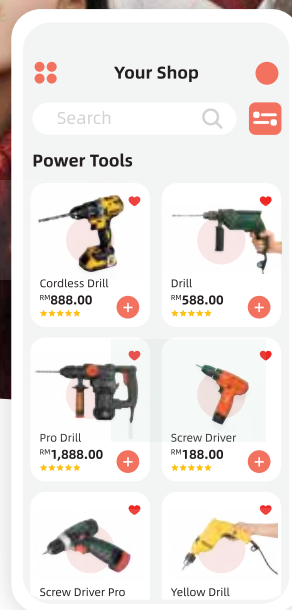 Your Shop
Search
Power Tools
Cordless Drill
RM888.00
Drill
RM588.00
Pro Drill
RM1,888.00
Screw Driver
RM188.00
Screw Driver Pro
Yellow Drill